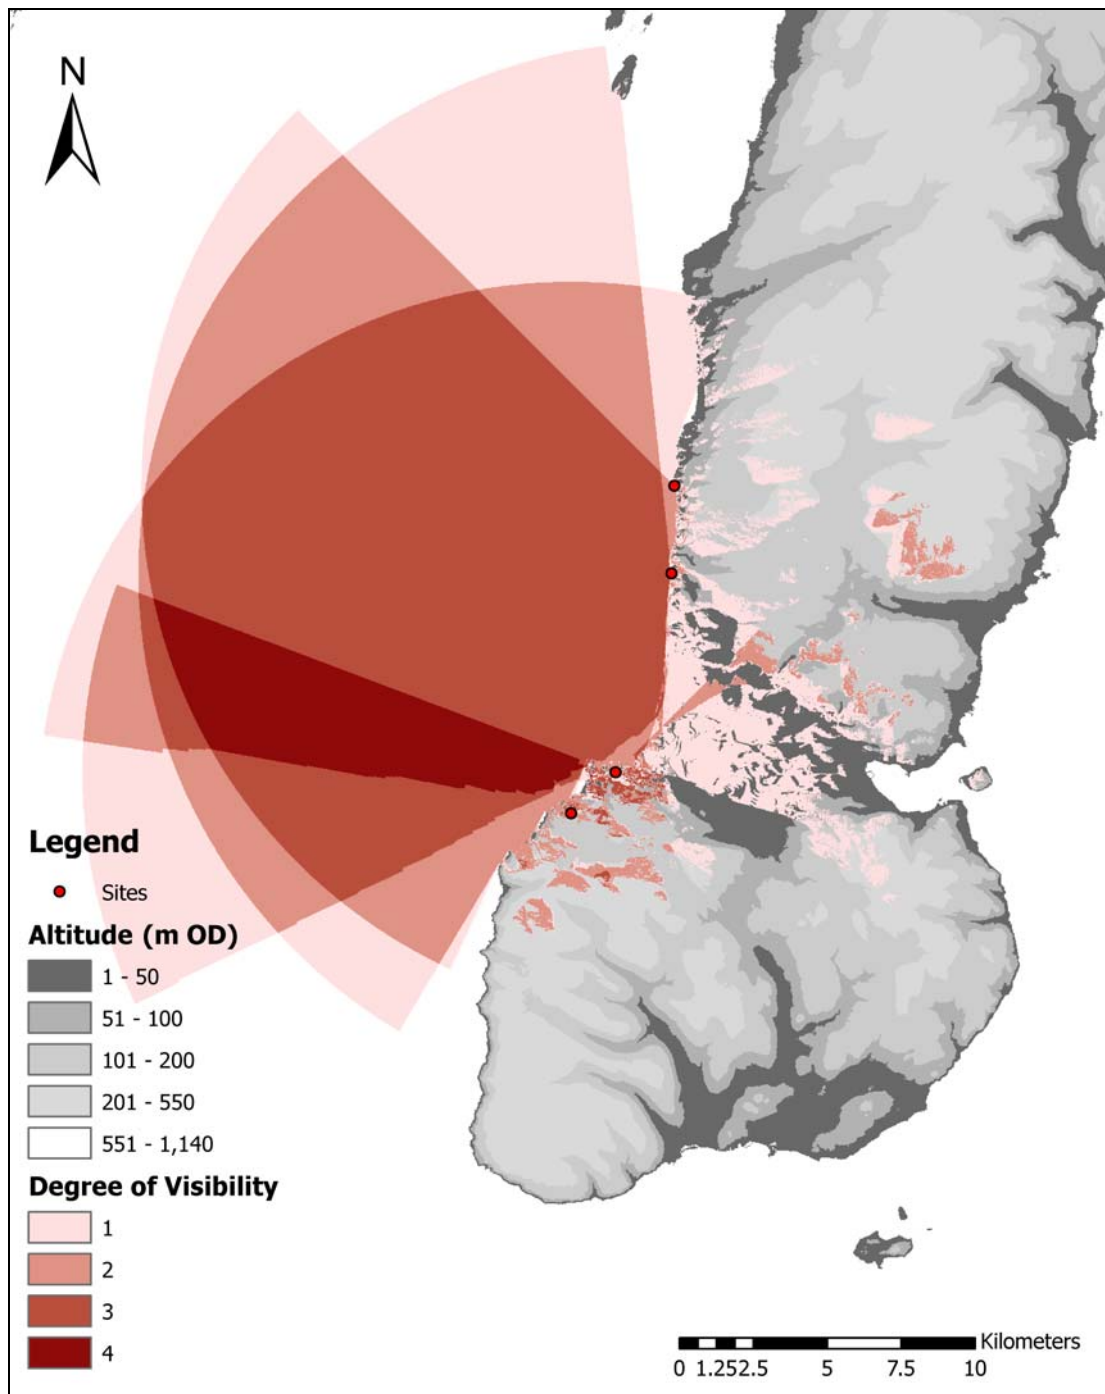 N
Legend
Sites
Altitude (m OD)
1 - 50
51 - 100
101 - 200
201 - 550
551 - 1,140
Degree of Visibility
1
2
3
4
Kilometers
0 1.252.5 5 7.5 10